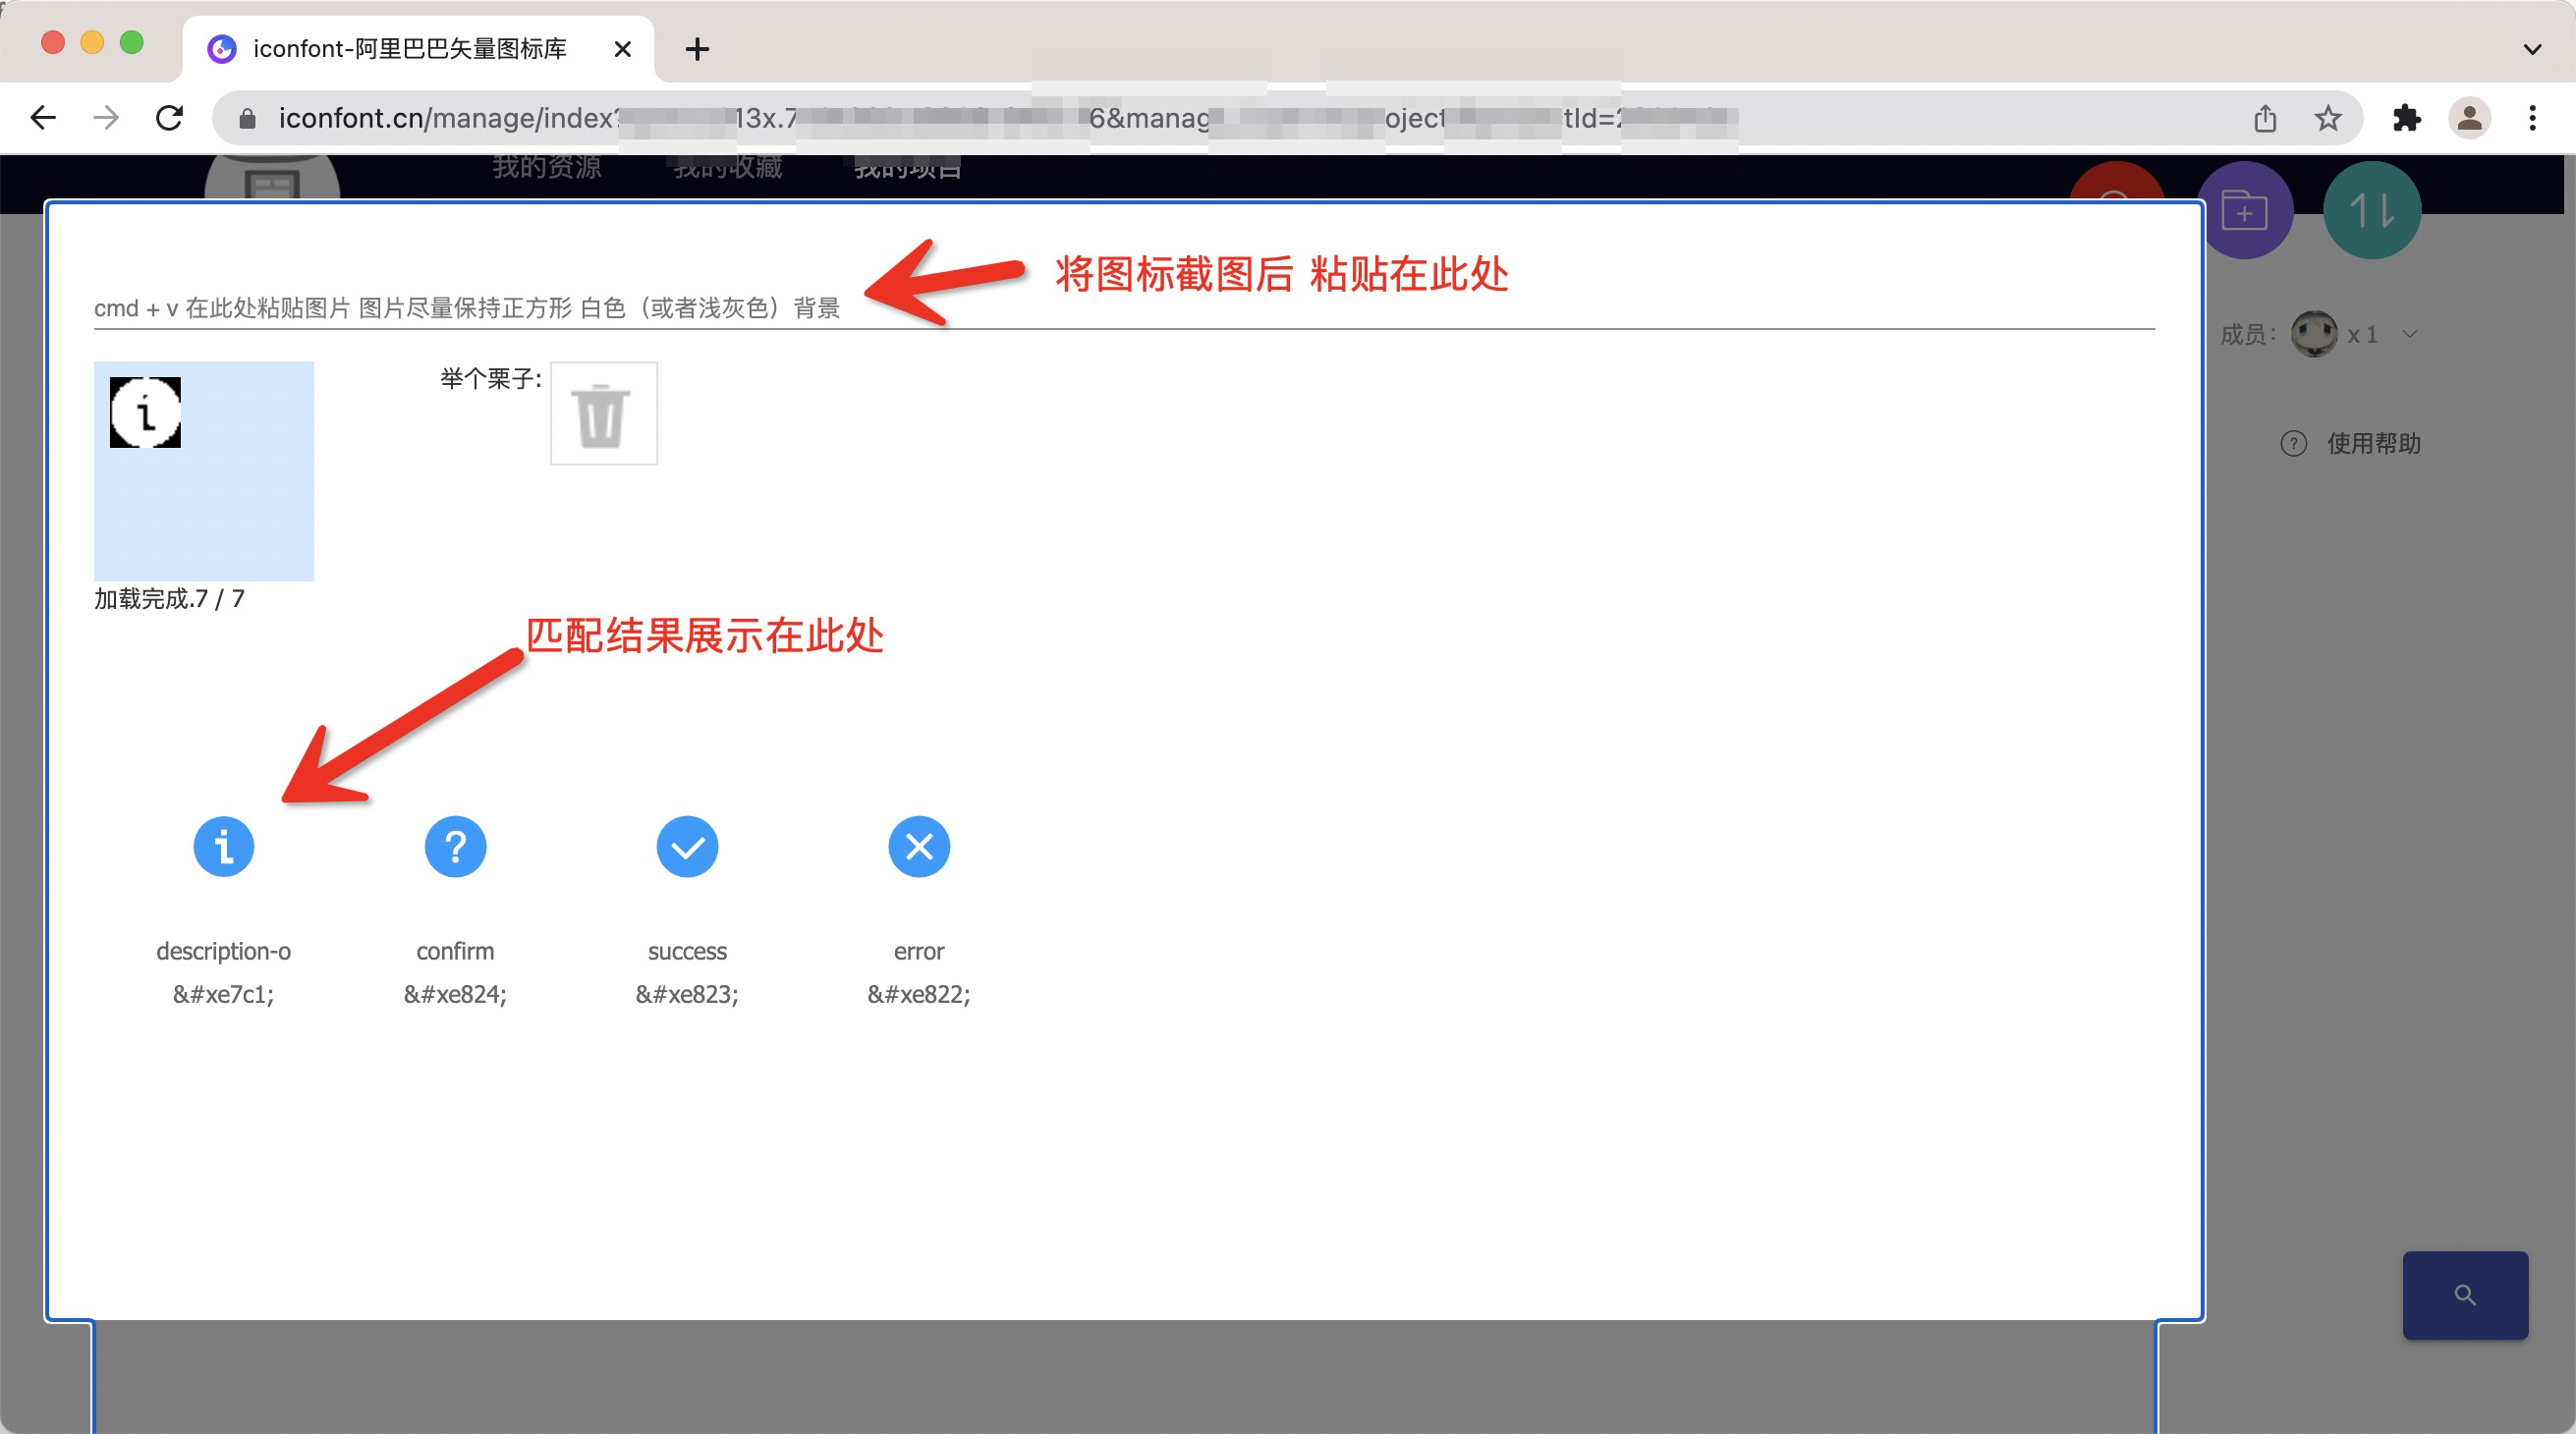 iconfont-阿里巴巴矢量图标库
iconfont.cn/manage/index? 13x.7 6&manag oject tId=
我的资源 我的收藏 我的项目
将图标截图后 粘贴在此处
cmd + v 在此处粘贴图片 图片尽量保持正方形 白色（或者浅灰色）背景
成员: x 1
举个栗子:
? 使用帮助
加载完成.7 / 7
匹配结果展示在此处
description-o confirm success error
&#xe7c1; &#xe824; &#xe823; &#xe822;